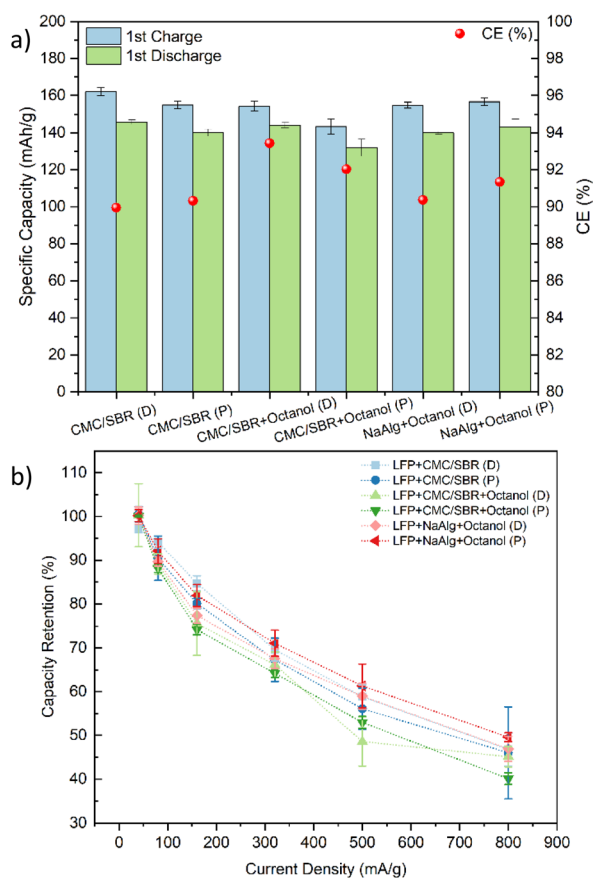 a)
1st Charge
1st Discharge
CE (%)
Specific Capacity (mAh/g)
200
180
160
140
120
100
80
60
40
20
0
CE (%)
100
98
96
94
92
90
88
86
84
82
80
CMC/SBR (D)
CMC/SBR (P)
CMC/SBR+Octanol (D)
CMC/SBR+Octanol (P)
NaAlg+Octanol (D)
NaAlg+Octanol (P)
b)
LFP+CMC/SBR (D)
LFP+CMC/SBR (P)
LFP+CMC/SBR+Octanol (D)
LFP+CMC/SBR+Octanol (P)
LFP+NaAlg+Octanol (D)
LFP+NaAlg+Octanol (P)
Capacity Retention (%)
110
100
90
80
70
60
50
40
30
0 100 200 300 400 500 600 700 800 900
Current Density (mA/g)